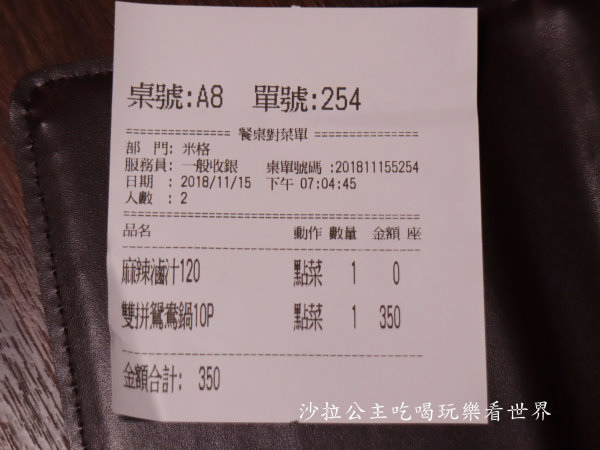 桌號:A8 單號:254
=============== 餐桌對菜單 ===============
部 門: 米格
服務員: 一般收銀 桌單號碼 :201811155254
日期 : 2018/11/15 下午 07:04:45
人數 : 2
品名 動作 數量 金額 座
麻辣滷汁120 點菜 1 0
雙拼鴛鴦鍋10P 點菜 1 350
金額合計: 350
沙拉公主吃喝玩樂看世界